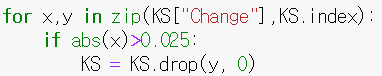 for x,y in zip(KS["Change"],KS.index):
    if abs(x)>0.025:
        KS = KS.drop(y, 0)